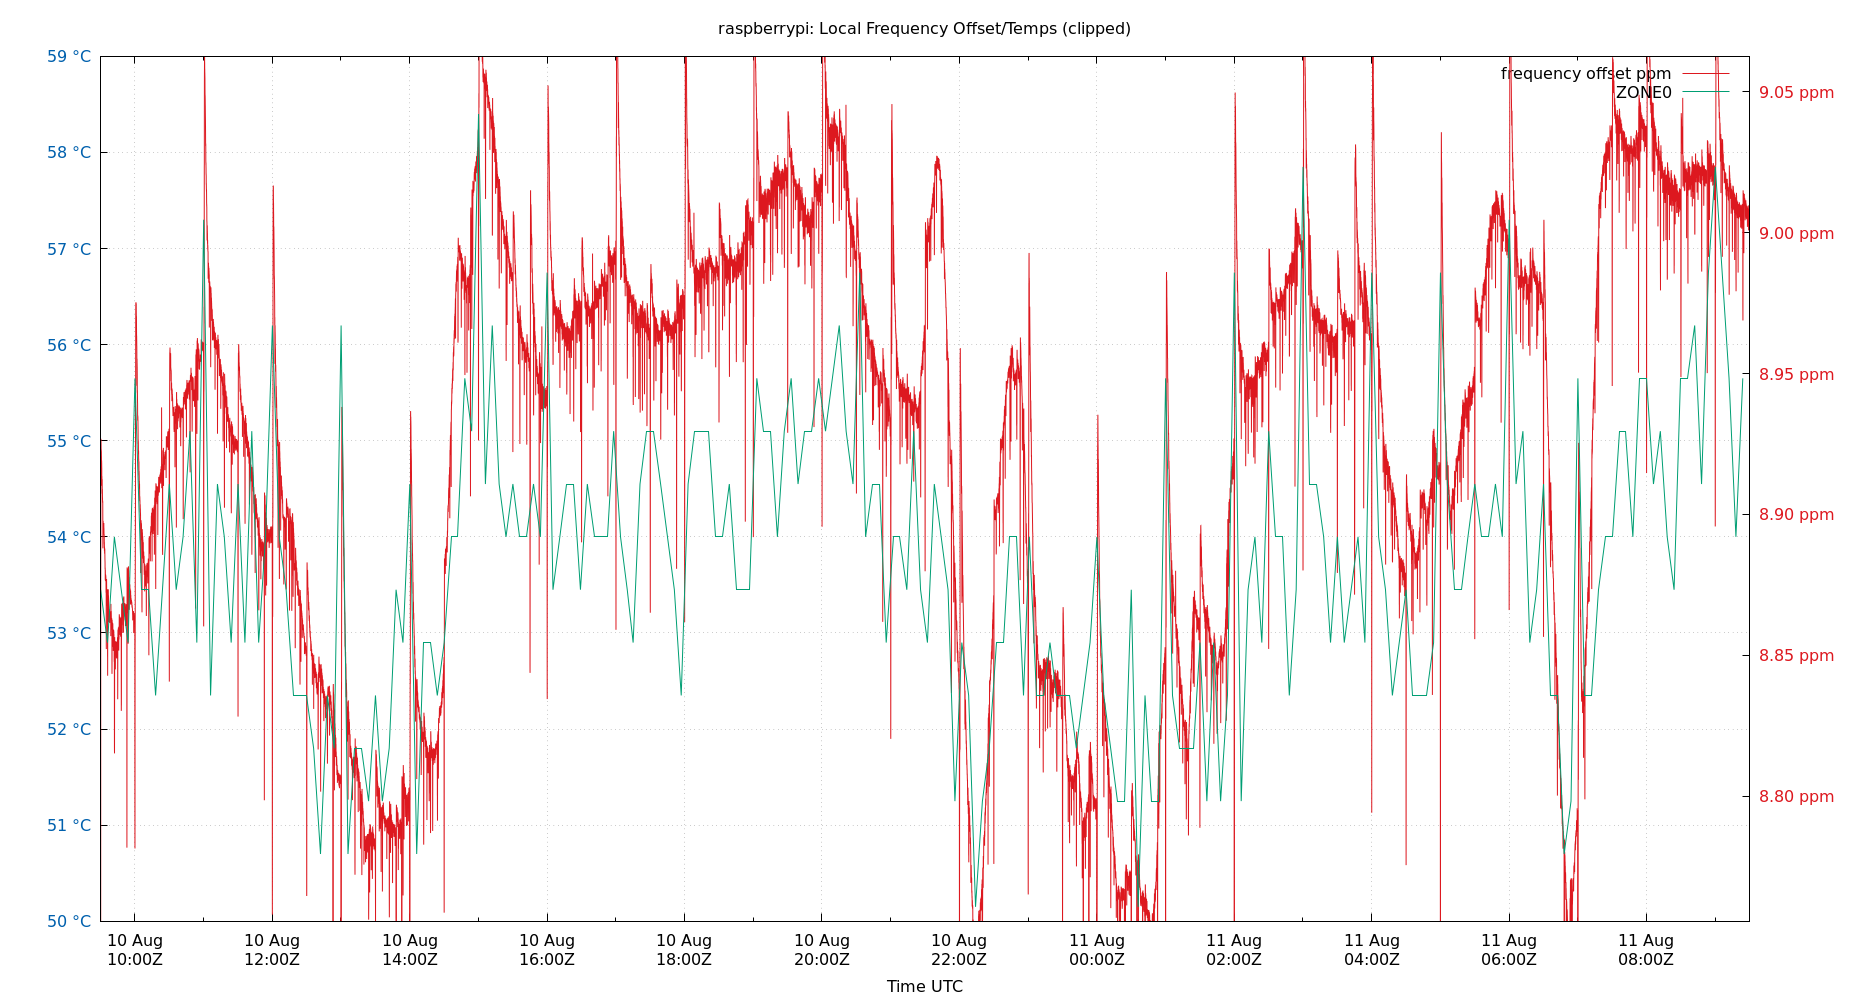 raspberrypi: Local Frequency Offset/Temps (clipped)
59 °C
58 °C
57 °C
56 °C
55 °C
54 °C
53 °C
52 °C
51 °C
50 °C
frequency offset ppm
ZONE0
9.05 ppm
9.00 ppm
8.95 ppm
8.90 ppm
8.85 ppm
8.80 ppm
10 Aug
10:00Z
10 Aug
12:00Z
10 Aug
14:00Z
10 Aug
16:00Z
10 Aug
18:00Z
10 Aug
20:00Z
10 Aug
22:00Z
11 Aug
00:00Z
11 Aug
02:00Z
11 Aug
04:00Z
11 Aug
06:00Z
11 Aug
08:00Z
Time UTC